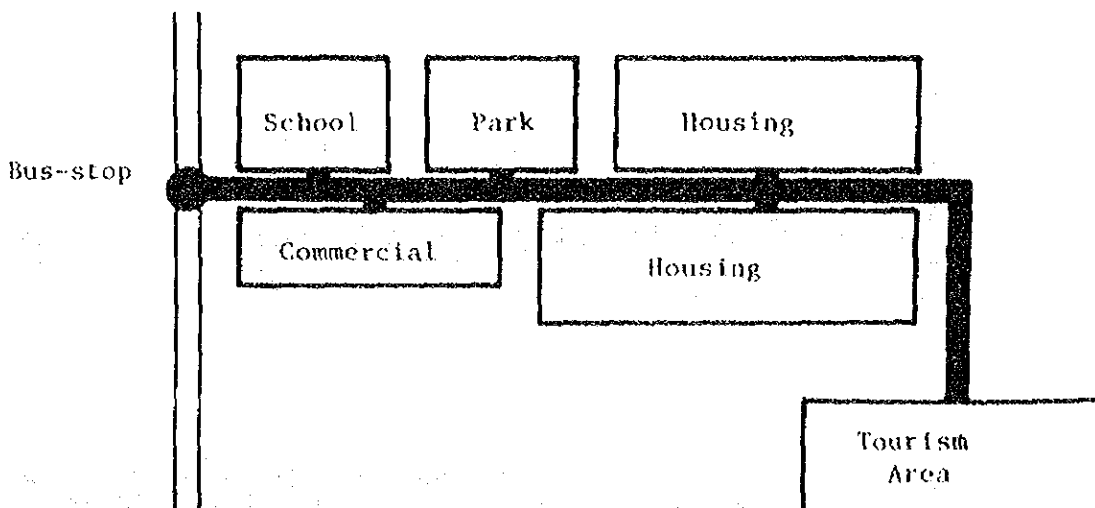 School
Park
Housing
Bus-stop
Commercial
Housing
Tourism
Area